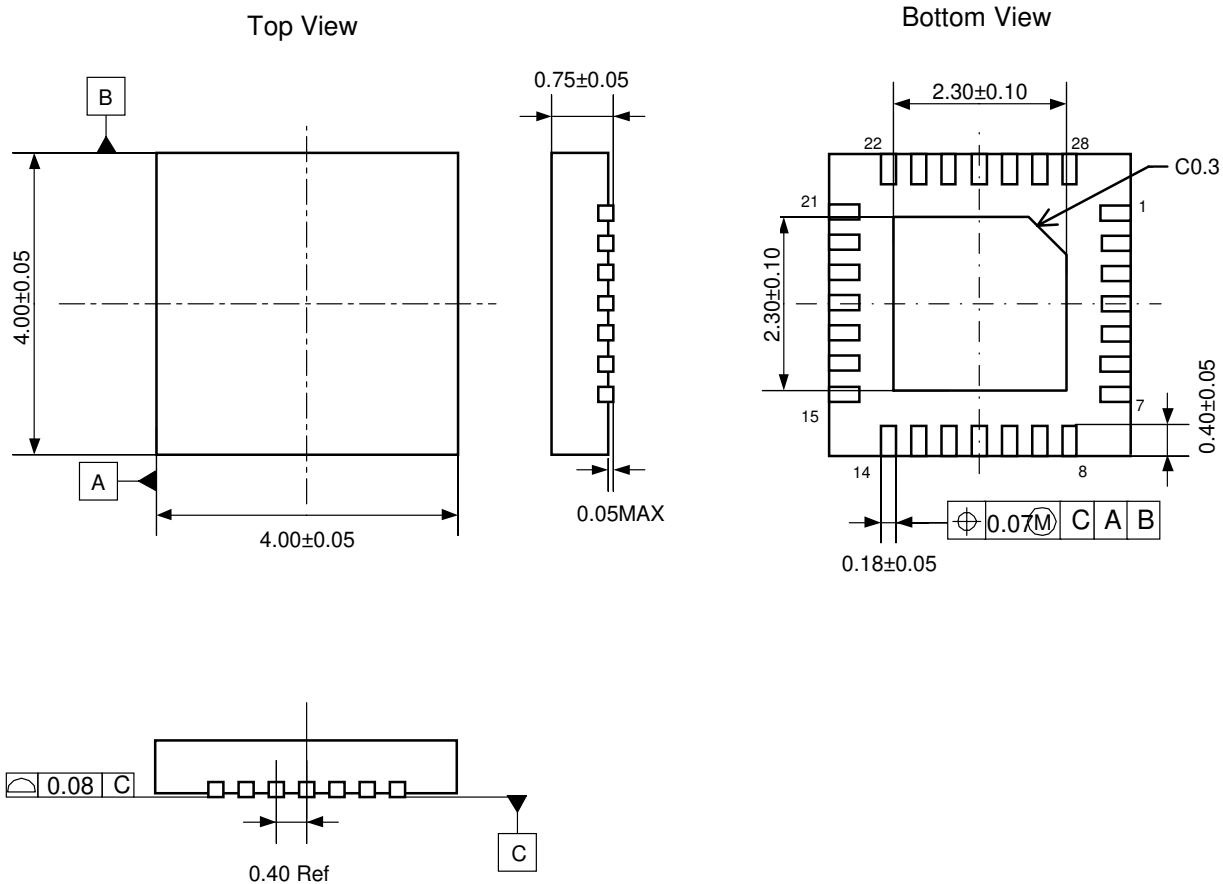 Top View
Bottom View
B
0.75±0.05
2.30±0.10
22
28
C0.3
21
1
4.00±0.05
2.30±0.10
15
7
0.40±0.05
A
14
8
0.05MAX
4.00±0.05
0.07 M C A B
0.18±0.05
0.08 C
C
0.40 Ref